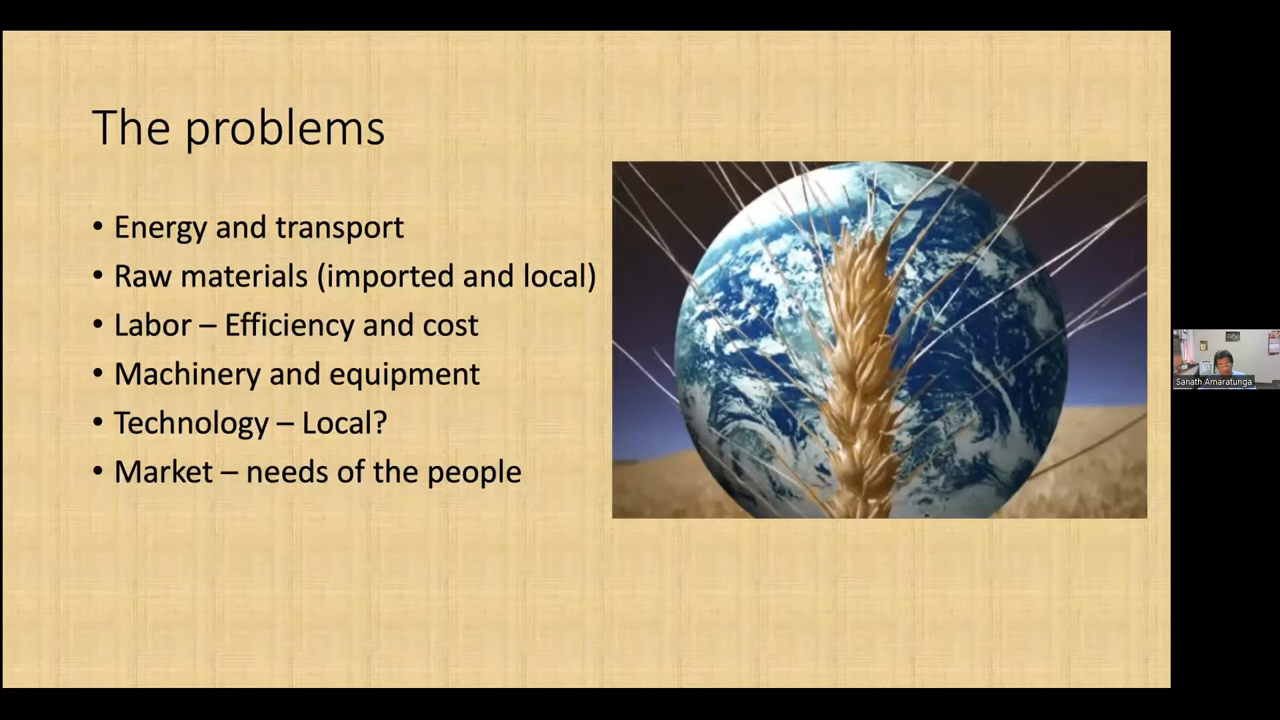 The problems
• Energy and transport
• Raw materials (imported and local)
• Labor – Efficiency and cost
• Machinery and equipment
• Technology – Local?
• Market – needs of the people
Sanath Amaratunga